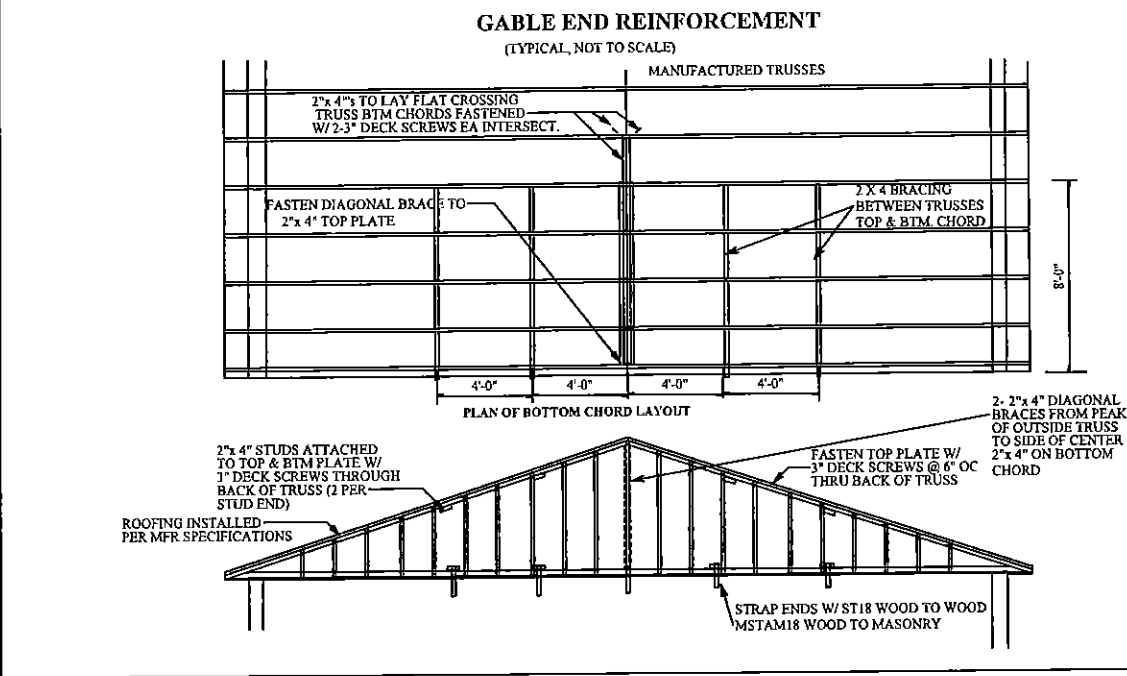 GABLE END REINFORCEMENT
(TYPICAL, NOT TO SCALE)
MANUFACTURED TRUSSES
2"x 4"'s TO LAY FLAT CROSSING
TRUSS BTM CHORDS FASTENED
W/ 2-3" DECK SCREWS EA INTERSECT.
FASTEN DIAGONAL BRACE TO
2"x 4" TOP PLATE
2 X 4 BRACING
BETWEEN TRUSSES
TOP & BTM. CHORD
8'-0"
4'-0"
4'-0"
4'-0"
4'-0"
PLAN OF BOTTOM CHORD LAYOUT
2- 2"x 4" DIAGONAL
BRACES FROM PEAK
OF OUTSIDE TRUSS
TO SIDE OF CENTER
2"x 4" ON BOTTOM
CHORD
2"x 4" STUDS ATTACHED
TO TOP & BTM PLATE W/
3" DECK SCREWS THROUGH
BACK OF TRUSS (2 PER
STUD END)
FASTEN TOP PLATE W/
3" DECK SCREWS @ 6" OC
THRU BACK OF TRUSS
ROOFING INSTALLED
PER MFR SPECIFICATIONS
STRAP ENDS W/ ST18 WOOD TO WOOD
MSTAM18 WOOD TO MASONRY